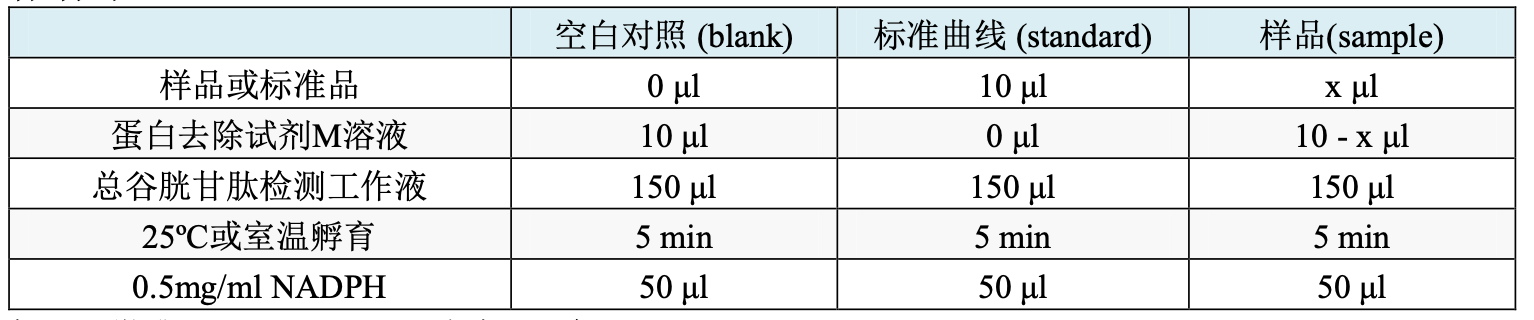 空白对照 (blank) 标准曲线 (standard) 样品(sample)
样品或标准品 0 μl 10 μl x μl
蛋白去除试剂M溶液 10 μl 0 μl 10 - x μl
总谷胱甘肽检测工作液 150 μl 150 μl 150 μl
25ºC或室温孵育 5 min 5 min 5 min
0.5mg/ml NADPH 50 μl 50 μl 50 μl